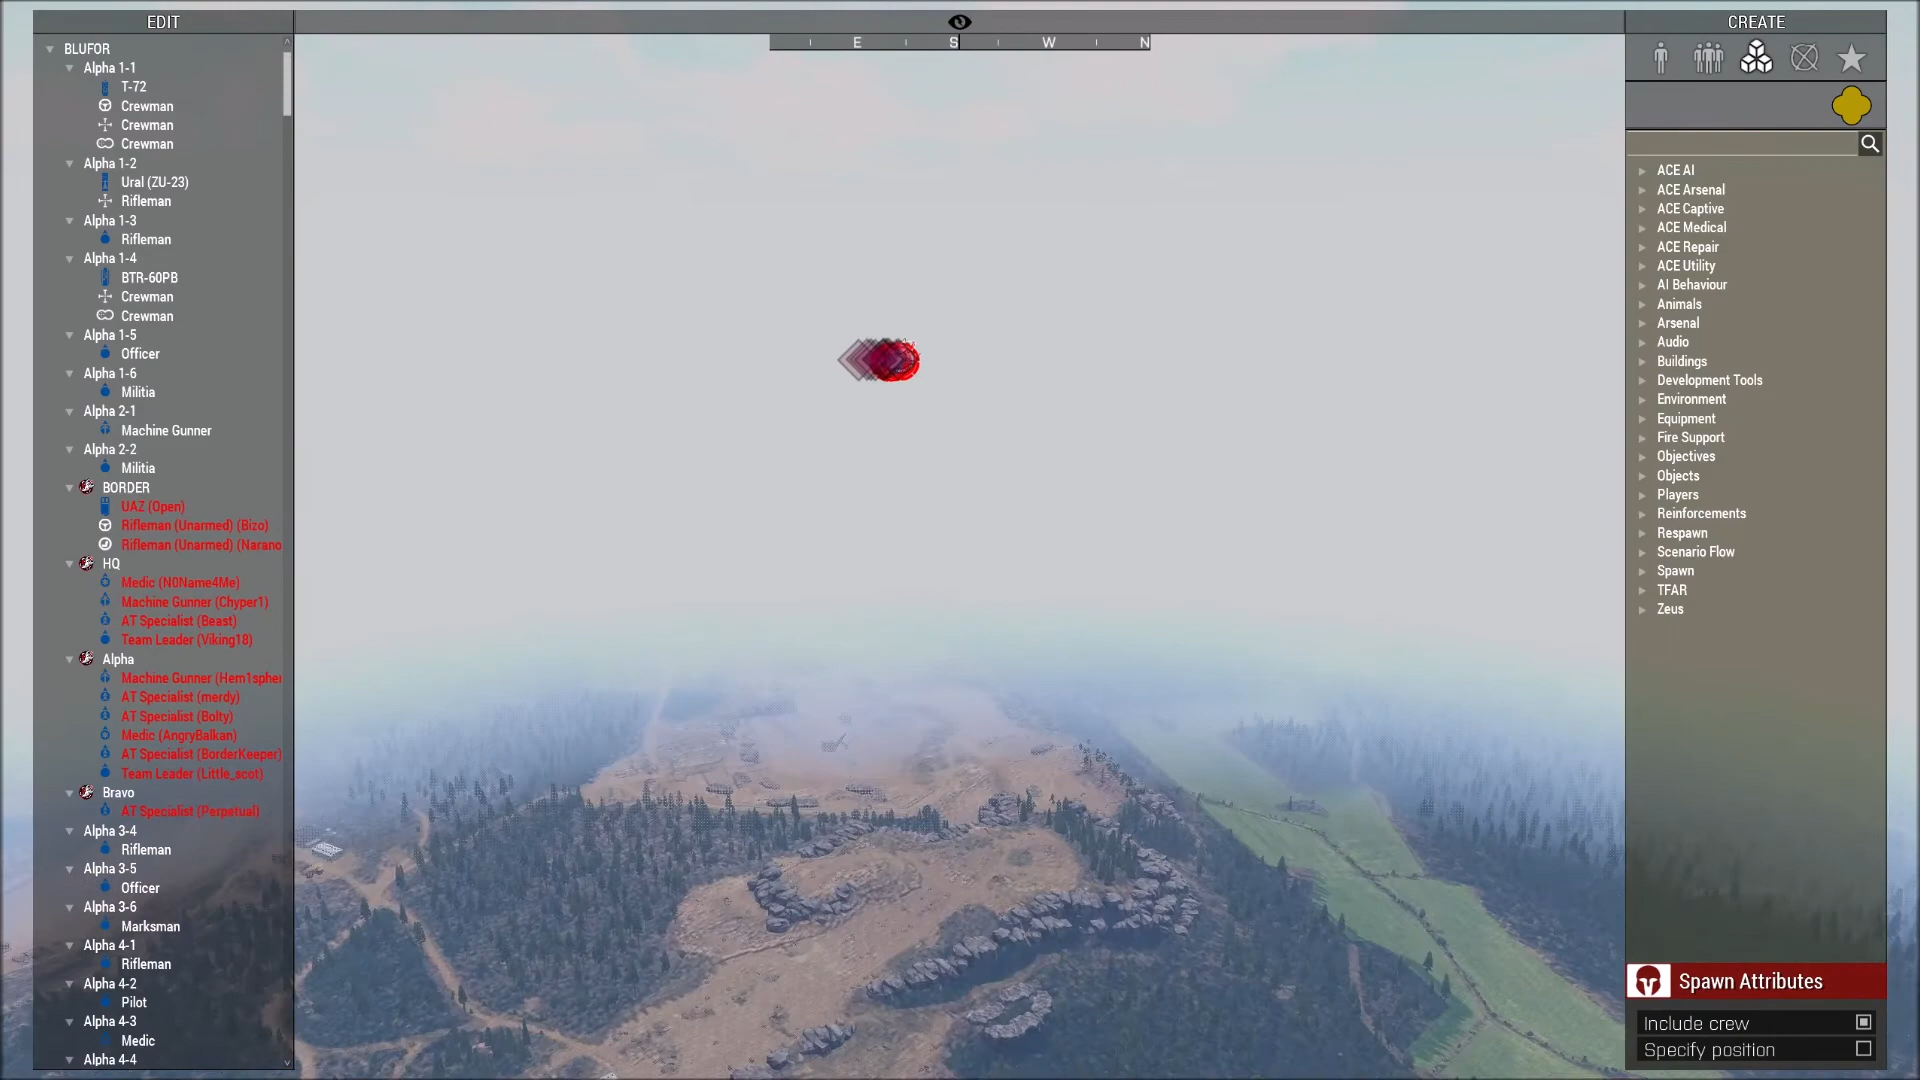 EDIT
BLUFOR
Alpha 1-1
T-72
Crewman
Crewman
Crewman
Alpha 1-2
Ural (ZU-23)
Rifleman
Alpha 1-3
Rifleman
Alpha 1-4
BTR-60PB
Crewman
Crewman
Alpha 1-5
Officer
Alpha 1-6
Militia
Alpha 2-1
Machine Gunner
Alpha 2-2
Militia
BORDER
UAZ (Open)
Rifleman (Unarmed) (Bizo)
Rifleman (Unarmed) (Narano
HQ
Medic (N0Name4Me)
Machine Gunner (Chyper1)
AT Specialist (Beast)
Team Leader (Viking18)
Alpha
Machine Gunner (Hem1spher
AT Specialist (merdy)
AT Specialist (Bolty)
Medic (AngryBalkan)
AT Specialist (BorderKeeper)
Team Leader (Little_scot)
Bravo
AT Specialist (Perpetual)
Alpha 3-4
Rifleman
Alpha 3-5
Officer
Alpha 3-6
Marksman
Alpha 4-1
Rifleman
Alpha 4-2
Pilot
Alpha 4-3
Medic
Alpha 4-4
E S W N
CREATE
ACE AI
ACE Arsenal
ACE Captive
ACE Medical
ACE Repair
ACE Utility
AI Behaviour
Animals
Arsenal
Audio
Buildings
Development Tools
Environment
Equipment
Fire Support
Objectives
Objects
Players
Reinforcements
Respawn
Scenario Flow
Spawn
TFAR
Zeus
Spawn Attributes
Include crew
Specify position